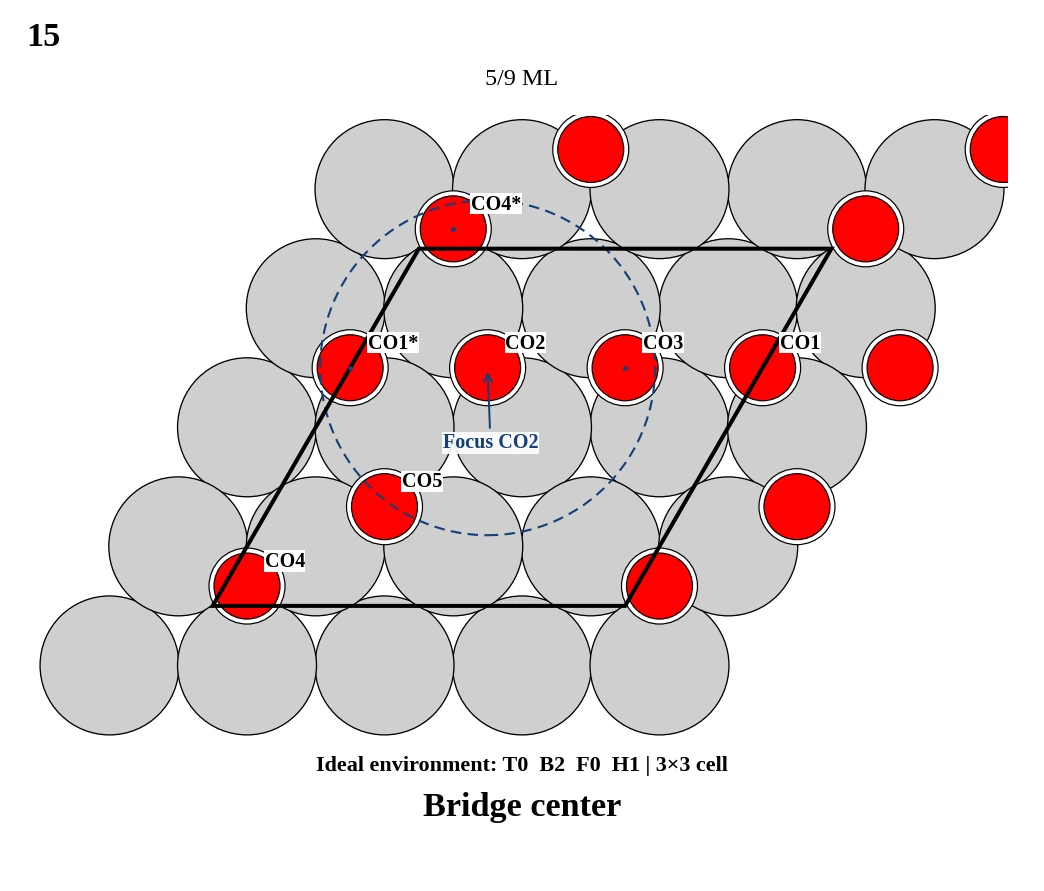 15
5/9 ML
CO4*
CO1*
CO2
CO3
CO1
Focus CO2
CO5
CO4
Ideal environment: T0 B2 F0 H1 | 3×3 cell
Bridge center